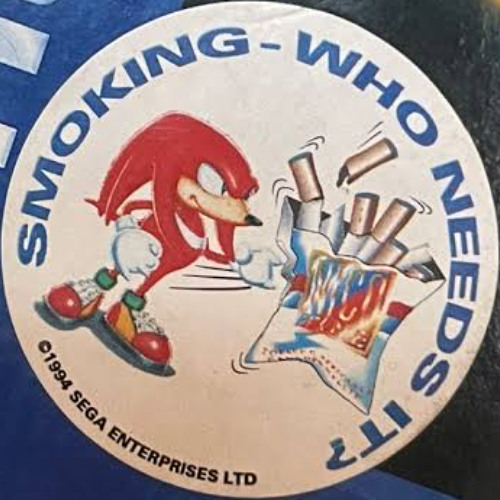 SMOKING - WHO NEEDS IT?
©1994 SEGA ENTERPRISES LTD